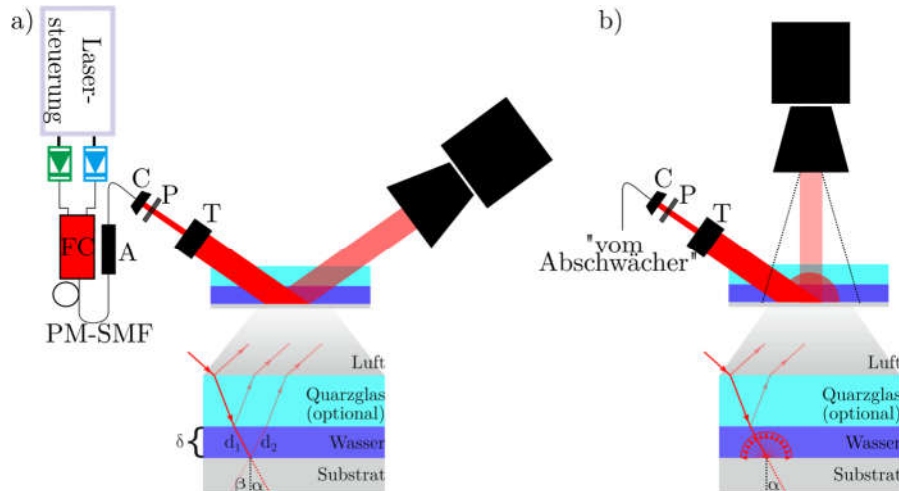 a)
Laser-
steuerung
C
P
T
FC
A
PM-SMF
Luft
Quarzglas
(optional)
δ
d₁
d₂
Wasser
Substrat
β
α
b)
C
P
T
"vom
Abschwächer"
Luft
Quarzglas
(optional)
Wasser
Substrat
α